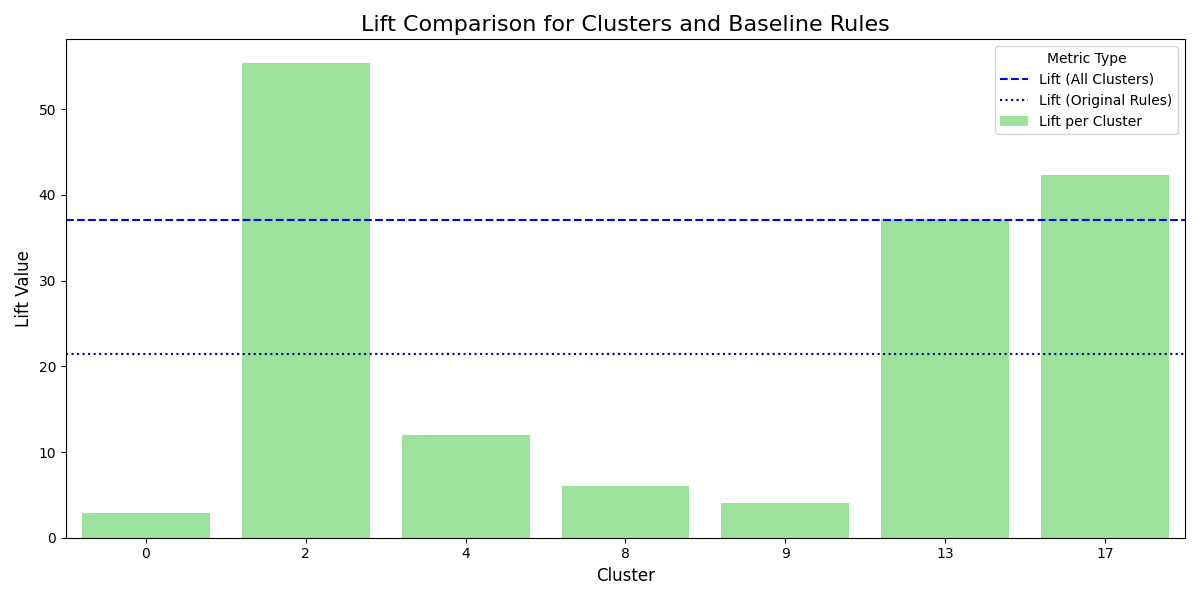 Lift Comparison for Clusters and Baseline Rules
Metric Type
Lift (All Clusters)
Lift (Original Rules)
Lift per Cluster
Lift Value
50
40
30
20
10
0
0 2 4 8 9 13 17
Cluster